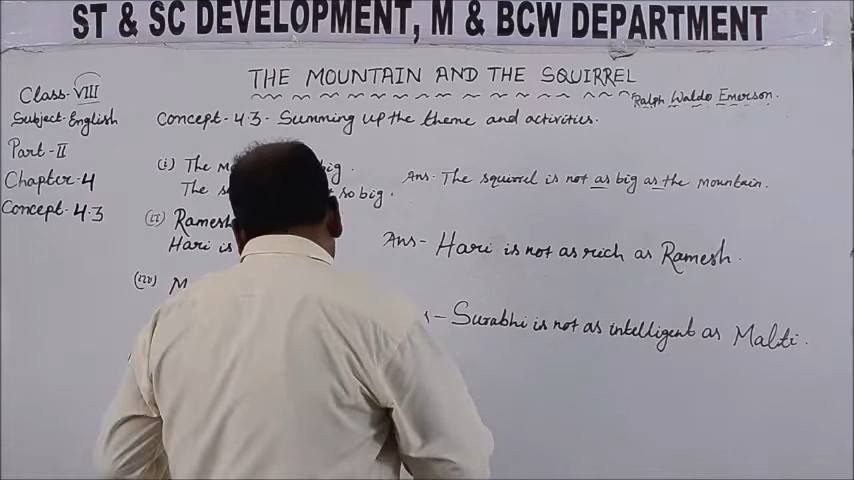 ST & SC DEVELOPMENT, M & BCW DEPARTMENT
THE MOUNTAIN AND THE SQUIRREL
Ralph Waldo Emerson.
Class-VIII
Subject-English
Part-II
Chapter-4
Concept-4.3
Concept-4.3- Summing up the theme and activities.
(i) The big.
The so big.
Ans- The squirrel is not as big as the mountain.
(ii) Ramesh
Hari is
Ans- Hari is not as rich as Ramesh.
(iii)
Surabhi is not as intelligent as Maliti.